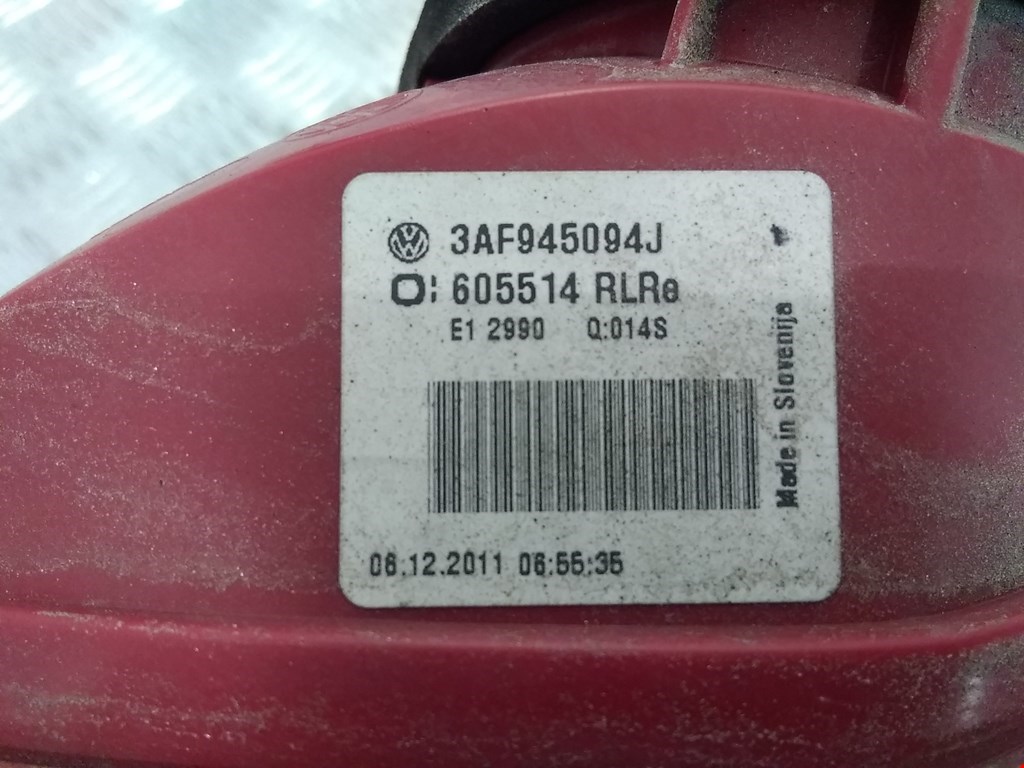 3AF945094J
605514 RLRe
E1 2990 Q:014S
Made in Slovenija
06.12.2011 06:55:35